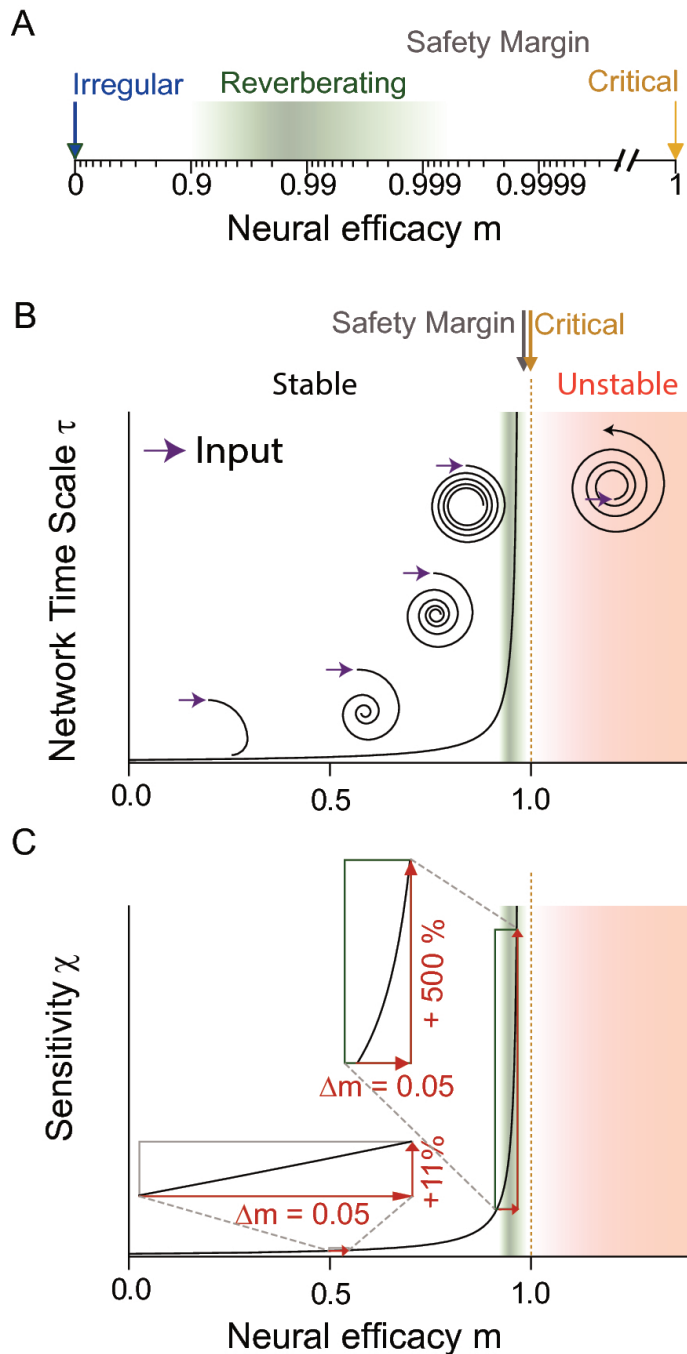 A
Safety Margin
Irregular Reverberating Critical
0 0.9 0.99 0.999 0.9999 1
Neural efficacy m
B
Safety Margin Critical
Stable Unstable
Input
Network Time Scale τ
0.0 0.5 1.0
C
+ 500 %
Δm = 0.05
+11%
Δm = 0.05
Sensitivity χ
0.0 0.5 1.0
Neural efficacy m